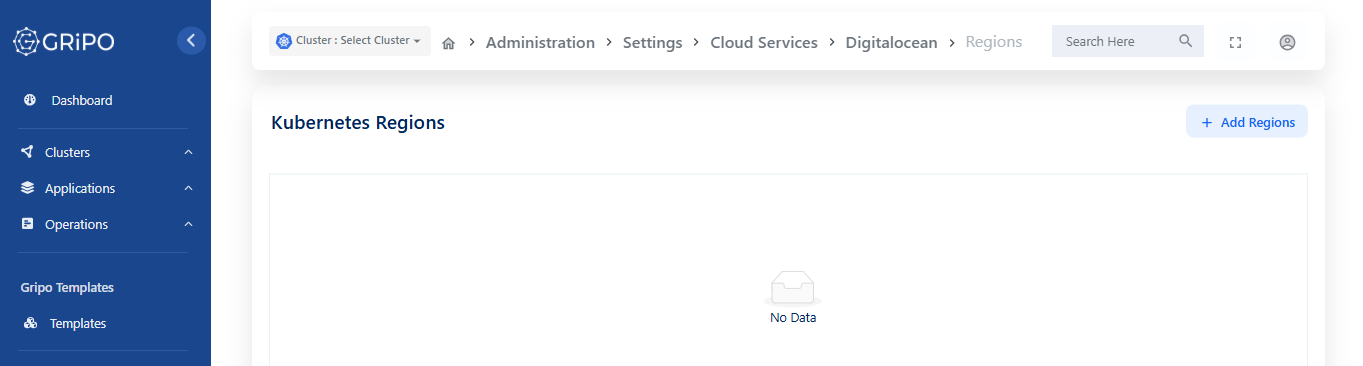 GRiPO
Cluster : Select Cluster
Administration > Settings > Cloud Services > Digitalocean > Regions
Search Here
Dashboard
Clusters
Applications
Operations
Gripo Templates
Templates
Kubernetes Regions
+ Add Regions
No Data